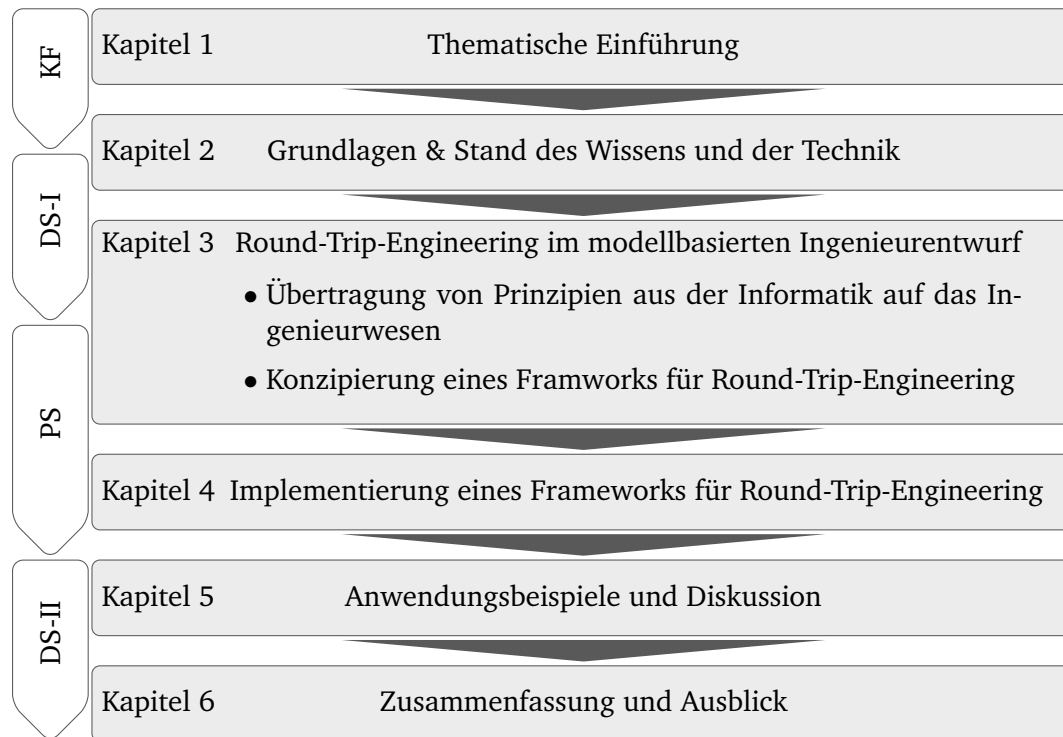 KF
Kapitel 1 Thematische Einführung
Kapitel 2 Grundlagen & Stand des Wissens und der Technik
DS-I
Kapitel 3 Round-Trip-Engineering im modellbasierten Ingenieurentwurf
• Übertragung von Prinzipien aus der Informatik auf das In-
genieurwesen
• Konzipierung eines Framworks für Round-Trip-Engineering
PS
Kapitel 4 Implementierung eines Frameworks für Round-Trip-Engineering
Kapitel 5 Anwendungsbeispiele und Diskussion
DS-II
Kapitel 6 Zusammenfassung und Ausblick